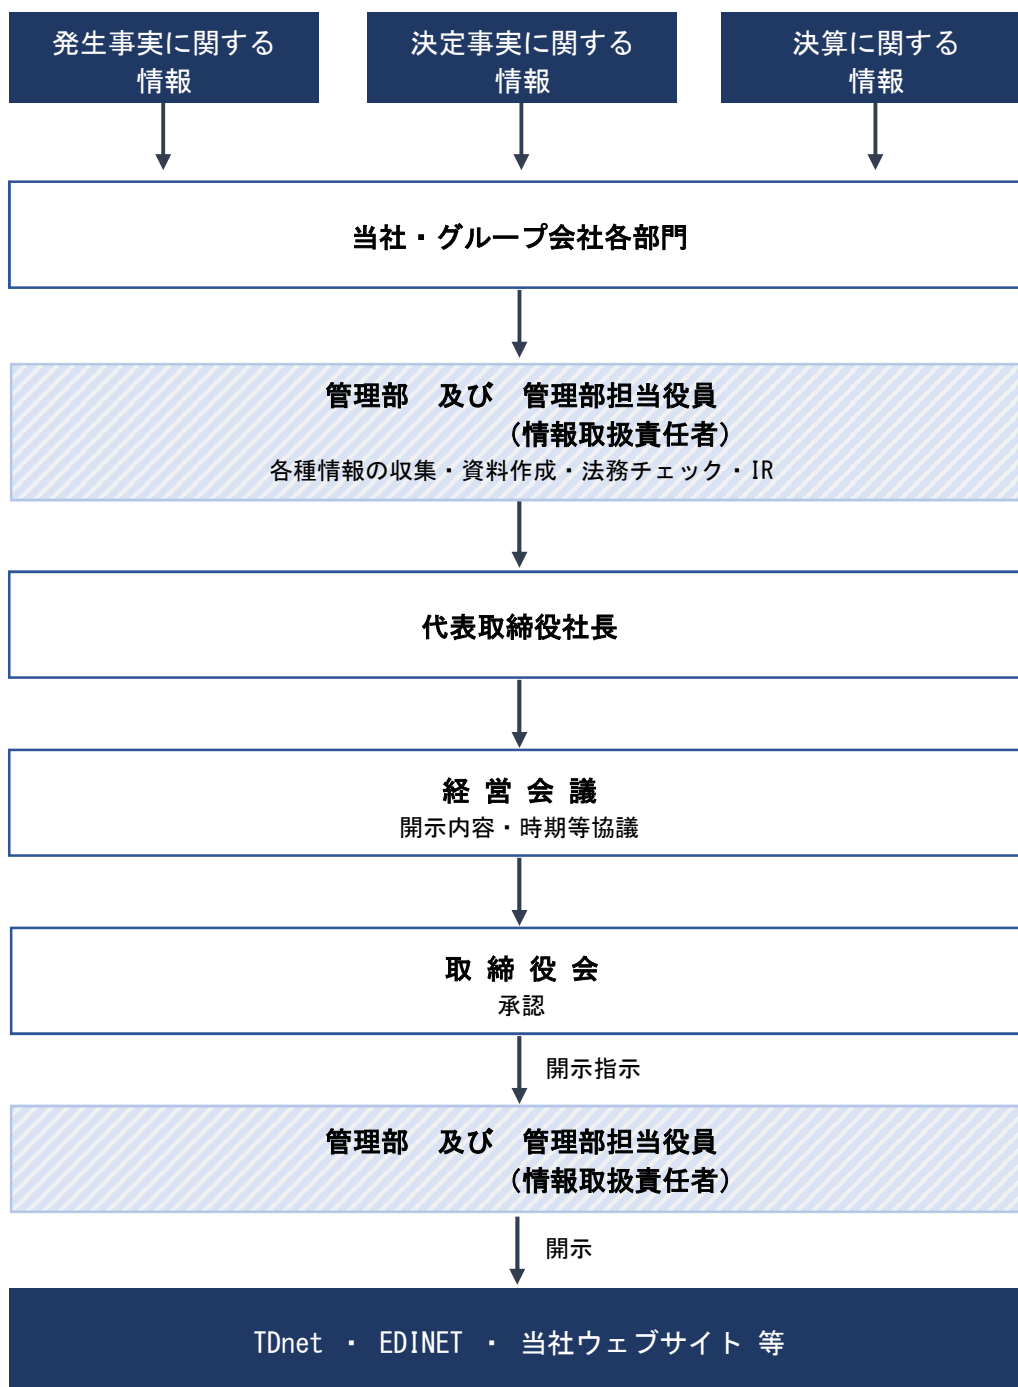 発生事実に関する
情報
決定事実に関する
情報
決算に関する
情報
当社・グループ会社各部門
管理部　及び　管理部担当役員
（情報取扱責任者）
各種情報の収集・資料作成・法務チェック・IR
代表取締役社長
経 営 会 議
開示内容・時期等協議
取 締 役 会
承認
開示指示
管理部　及び　管理部担当役員
（情報取扱責任者）
開示
TDnet ・ EDINET ・ 当社ウェブサイト 等